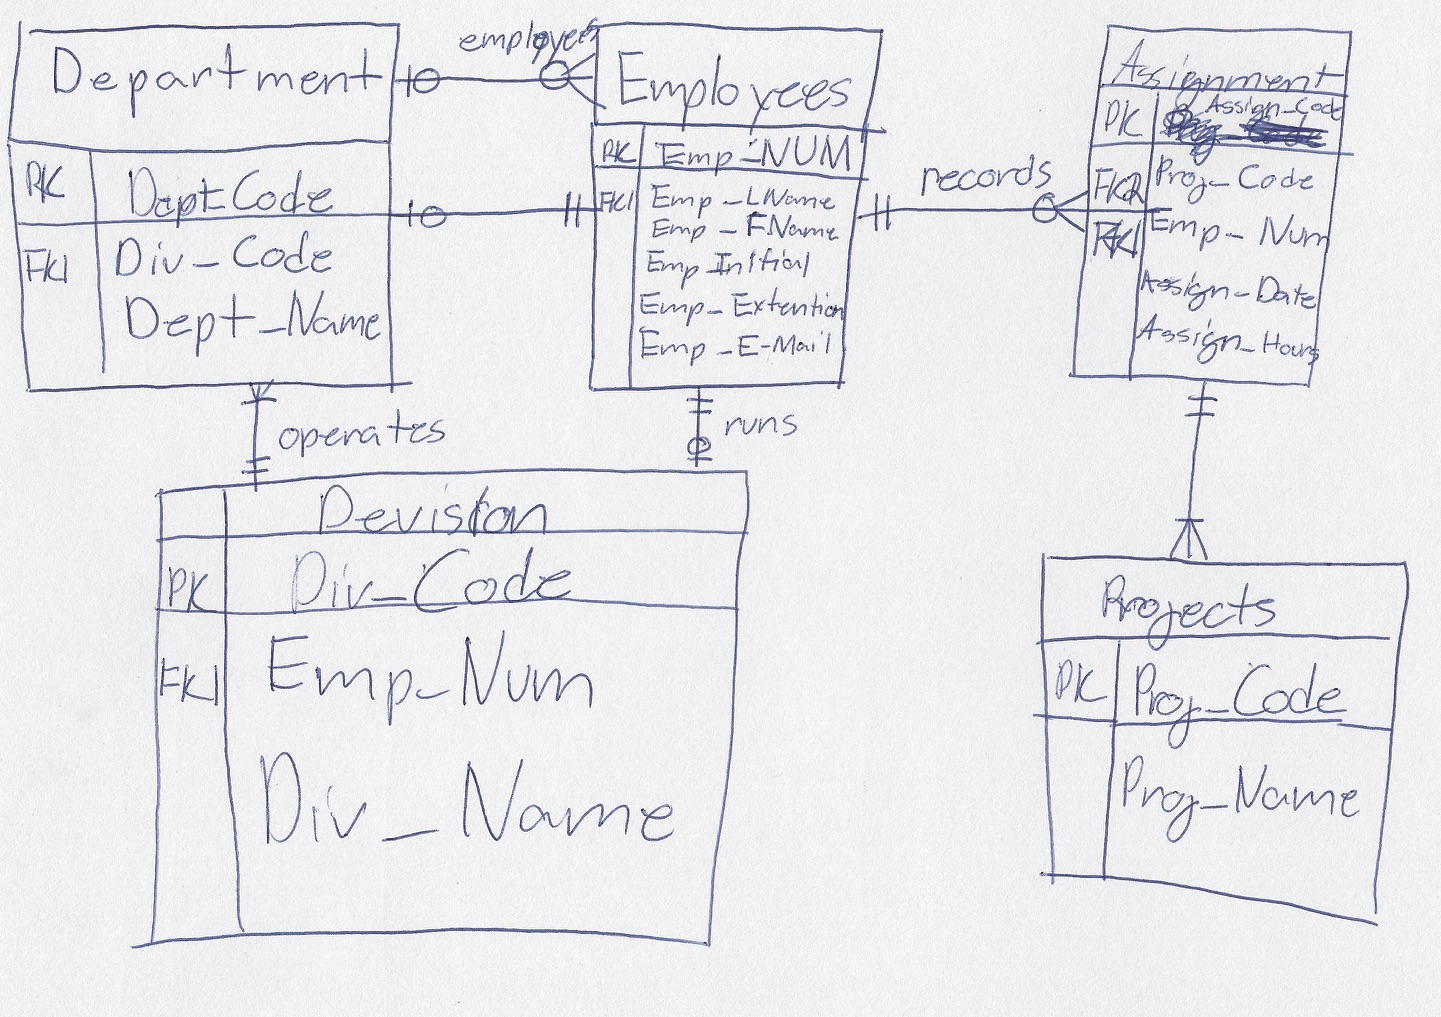 Department
PK Dept_Code
FK1 Div_Code
Dept_Name
employees
Employees
PK Emp_NUM
FK1 Emp_LName
Emp_FName
Emp_Initial
Emp_Extention
Emp_E-Mail
records
Assignment
PK Assign_Code
FK2 Proj_Code
FK1 Emp_Num
Assign_Date
Assign_Hours
operates
runs
Devision
PK Div_Code
FK1 Emp_Num
Div_Name
Projects
PK Proj_Code
Proj_Name